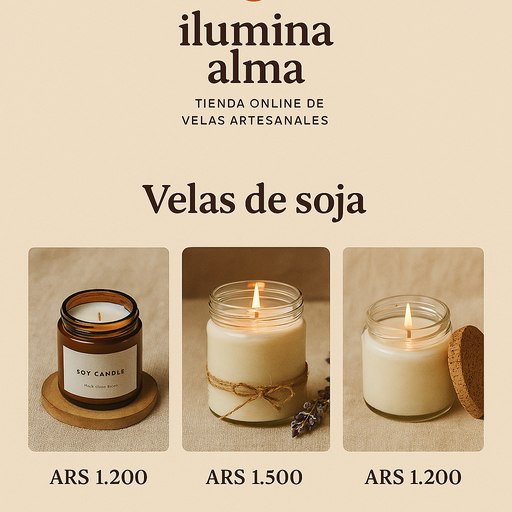 ilumina
alma
TIENDA ONLINE DE
VELAS ARTESANALES
Velas de soja
SOY CANDLE
ARS 1.200
ARS 1.500
ARS 1.200